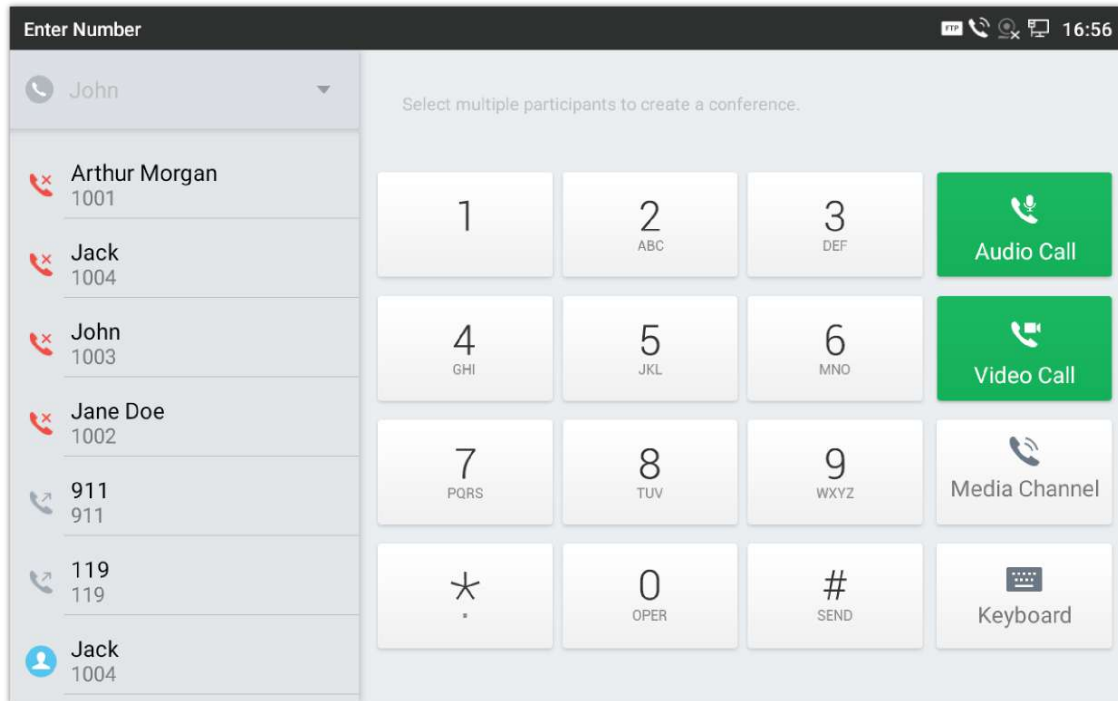 Enter Number
FTP
16:56
John
Arthur Morgan
1001
Jack
1004
John
1003
Jane Doe
1002
911
911
119
119
Jack
1004
Select multiple participants to create a conference.
1
2
ABC
3
DEF
Audio Call
4
GHI
5
JKL
6
MNO
Video Call
7
PQRS
8
TUV
9
WXYZ
Media Channel
*
.
0
OPER
#
SEND
Keyboard